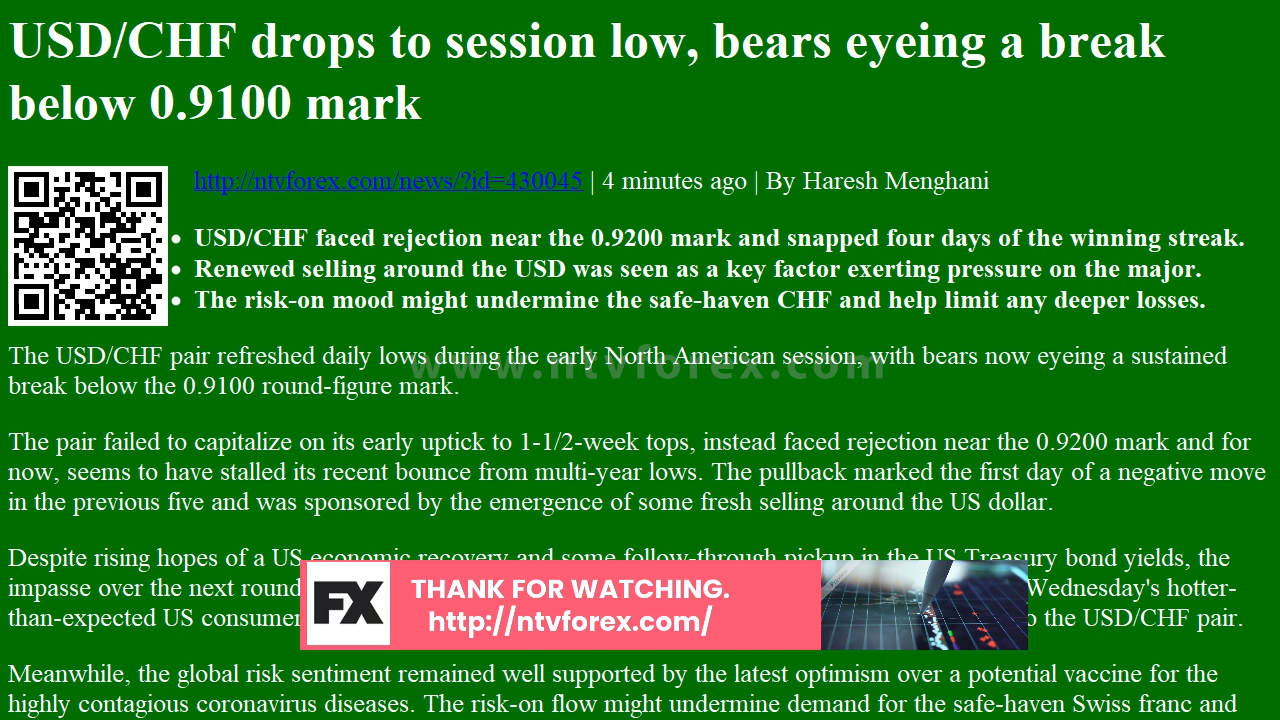 USD/CHF drops to session low, bears eyeing a break
below 0.9100 mark
http://ntvforex.com/news/?id=430045 | 4 minutes ago | By Haresh Menghani
• USD/CHF faced rejection near the 0.9200 mark and snapped four days of the winning streak.
• Renewed selling around the USD was seen as a key factor exerting pressure on the major.
• The risk-on mood might undermine the safe-haven CHF and help limit any deeper losses.
The USD/CHF pair refreshed daily lows during the early North American session, with bears now eyeing a sustained
www.ntvforex.com
break below the 0.9100 round-figure mark.
The pair failed to capitalize on its early uptick to 1-1/2-week tops, instead faced rejection near the 0.9200 mark and for
now, seems to have stalled its recent bounce from multi-year lows. The pullback marked the first day of a negative move
in the previous five and was sponsored by the emergence of some fresh selling around the US dollar.
Despite rising hopes of a US economic recovery and some follow-through pickup in the US Treasury bond yields, the
impasse over the next round Wednesday's hotter-
than-expected US consumer the USD/CHF pair.
FX
THANK FOR WATCHING.
http://ntvforex.com/
Meanwhile, the global risk sentiment remained well supported by the latest optimism over a potential vaccine for the
highly contagious coronavirus diseases. The risk-on flow might undermine demand for the safe-haven Swiss franc and